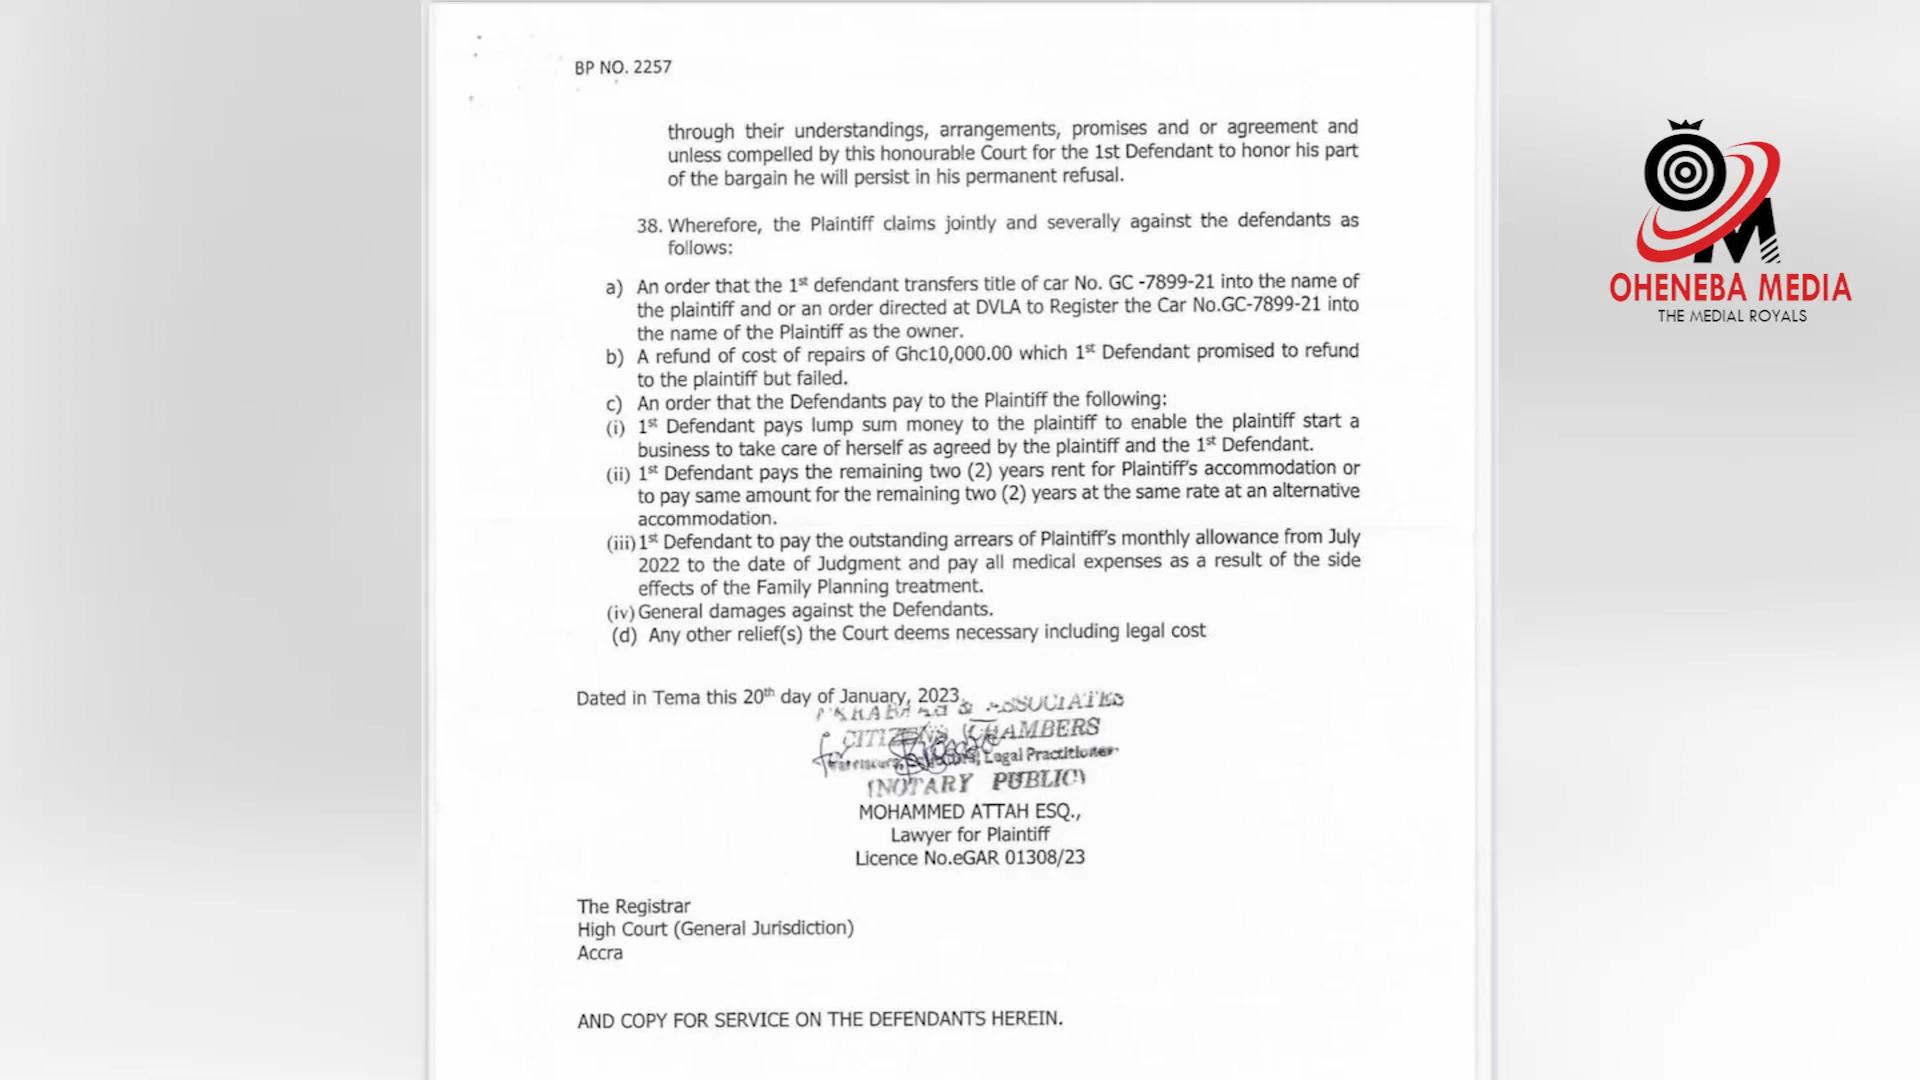 BP NO. 2257
through their understandings, arrangements, promises and or agreement and
unless compelled by this honourable Court for the 1st Defendant to honor his part
of the bargain he will persist in his permanent refusal.
38. Wherefore, the Plaintiff claims jointly and severally against the defendants as
follows:
a) An order that the 1st defendant transfers title of car No. GC -7899-21 into the name of
the plaintiff and or an order directed at DVLA to Register the Car No.GC-7899-21 into
the name of the Plaintiff as the owner.
b) A refund of cost of repairs of Ghc10,000.00 which 1st Defendant promised to refund
to the plaintiff but failed.
c) An order that the Defendants pay to the Plaintiff the following:
(i) 1st Defendant pays lump sum money to the plaintiff to enable the plaintiff start a
business to take care of herself as agreed by the plaintiff and the 1st Defendant.
(ii) 1st Defendant pays the remaining two (2) years rent for Plaintiff's accommodation or
to pay same amount for the remaining two (2) years at the same rate at an alternative
accommodation.
(iii) 1st Defendant to pay the outstanding arrears of Plaintiff's monthly allowance from July
2022 to the date of Judgment and pay all medical expenses as a result of the side
effects of the Family Planning treatment.
(iv) General damages against the Defendants.
(d) Any other relief(s) the Court deems necessary including legal cost
Dated in Tema this 20th day of January, 2023.
& ASSOCIATES
CHAMBERS
Legal Practitioner
(NOTARY PUBLIC)
MOHAMMED ATTAH ESQ.,
Lawyer for Plaintiff
Licence No.eGAR 01308/23
The Registrar
High Court (General Jurisdiction)
Accra
AND COPY FOR SERVICE ON THE DEFENDANTS HEREIN.
OHENEBA MEDIA
THE MEDIAL ROYALS